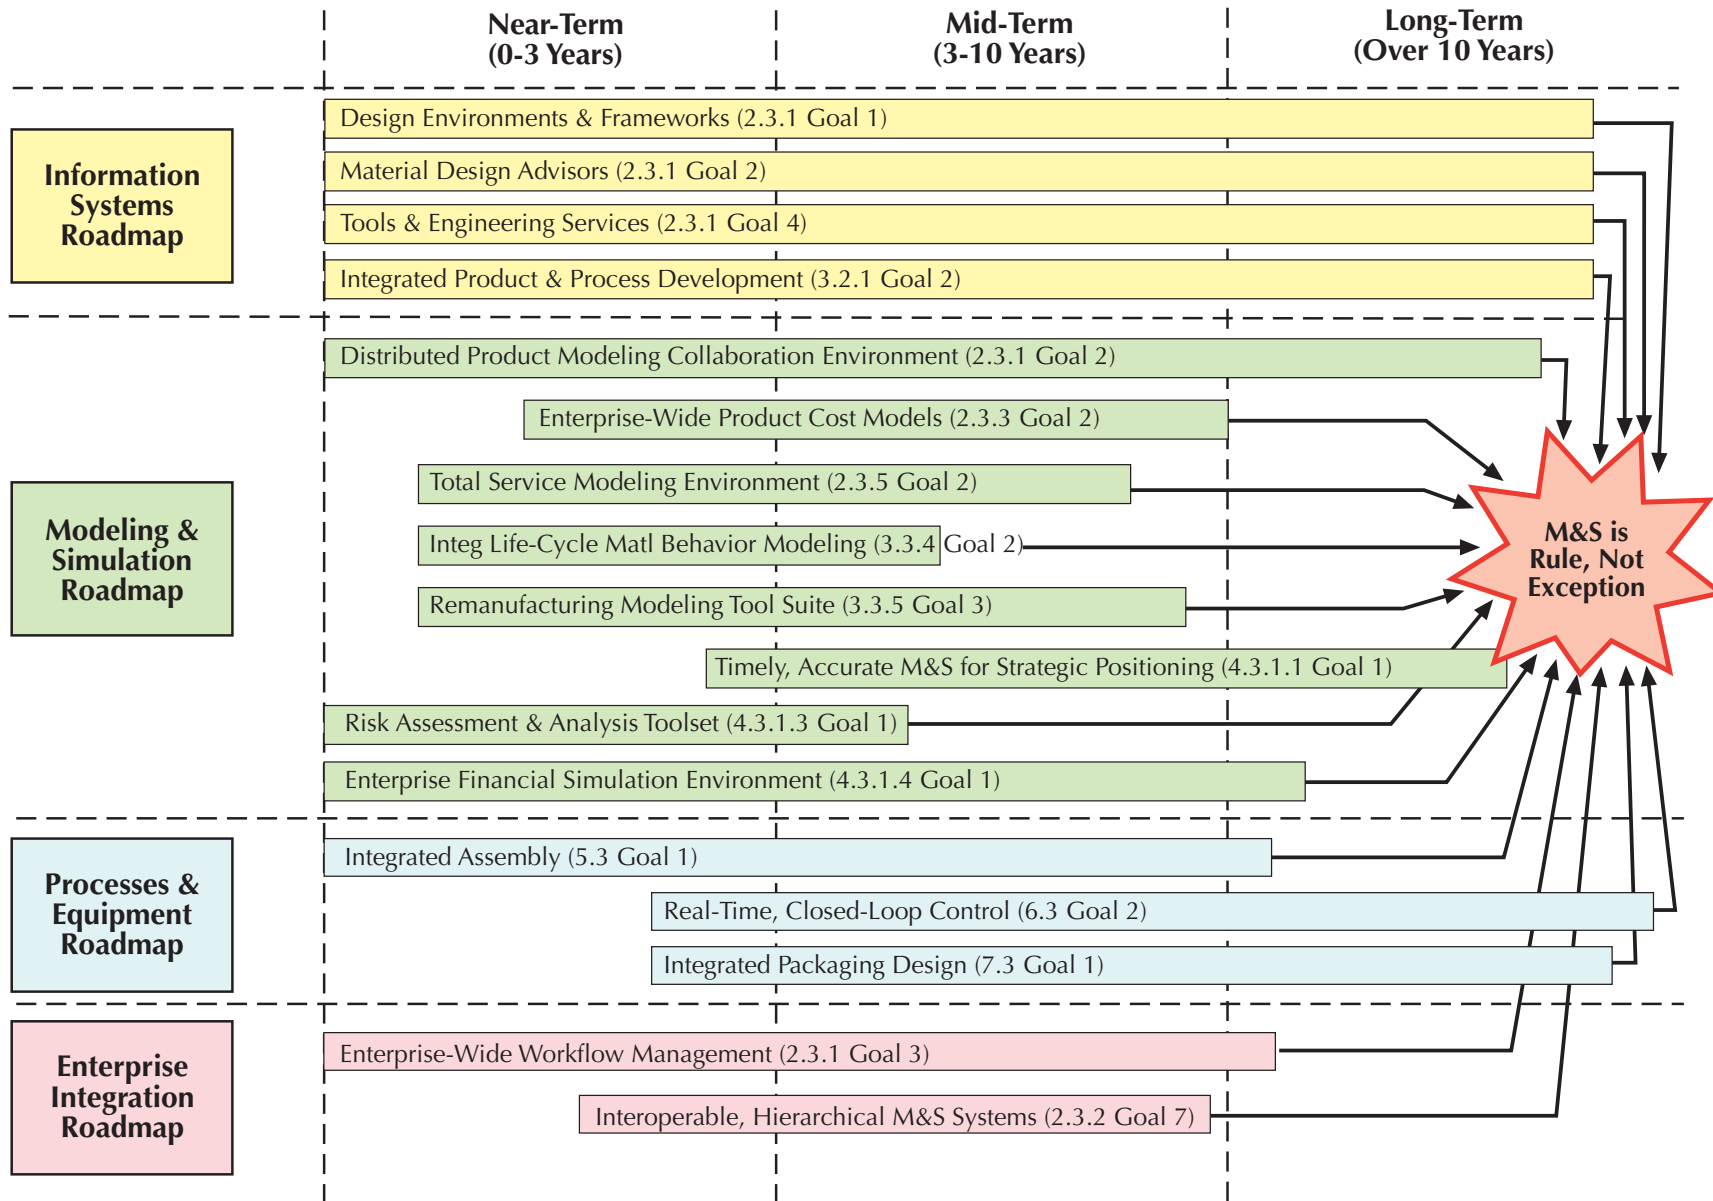 Near-Term
(0-3 Years)
Mid-Term
(3-10 Years)
Long-Term
(Over 10 Years)
Information
Systems
Roadmap
Design Environments & Frameworks (2.3.1 Goal 1)
Material Design Advisors (2.3.1 Goal 2)
Tools & Engineering Services (2.3.1 Goal 4)
Integrated Product & Process Development (3.2.1 Goal 2)
Modeling &
Simulation
Roadmap
Distributed Product Modeling Collaboration Environment (2.3.1 Goal 2)
Enterprise-Wide Product Cost Models (2.3.3 Goal 2)
Total Service Modeling Environment (2.3.5 Goal 2)
Integ Life-Cycle Matl Behavior Modeling (3.3.4 Goal 2)
Remanufacturing Modeling Tool Suite (3.3.5 Goal 3)
Timely, Accurate M&S for Strategic Positioning (4.3.1.1 Goal 1)
Risk Assessment & Analysis Toolset (4.3.1.3 Goal 1)
Enterprise Financial Simulation Environment (4.3.1.4 Goal 1)
M&S is
Rule, Not
Exception
Processes &
Equipment
Roadmap
Integrated Assembly (5.3 Goal 1)
Real-Time, Closed-Loop Control (6.3 Goal 2)
Integrated Packaging Design (7.3 Goal 1)
Enterprise
Integration
Roadmap
Enterprise-Wide Workflow Management (2.3.1 Goal 3)
Interoperable, Hierarchical M&S Systems (2.3.2 Goal 7)